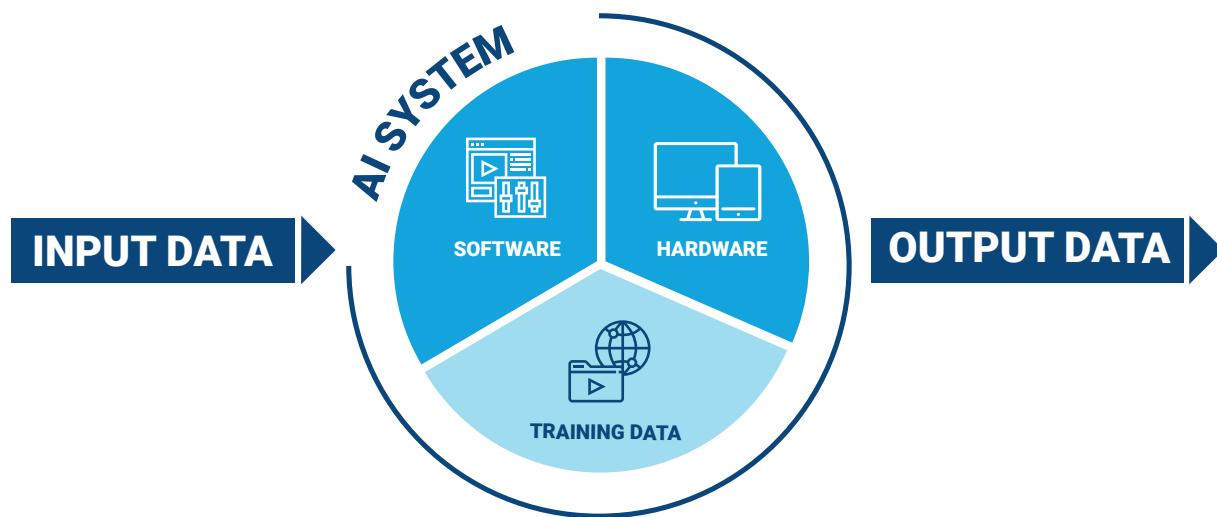 AI SYSTEM
INPUT DATA
SOFTWARE
HARDWARE
OUTPUT DATA
TRAINING DATA